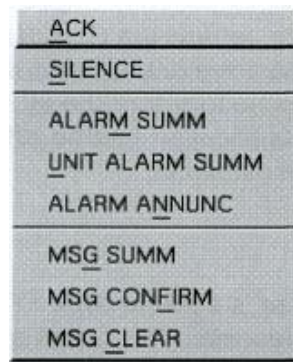 ACK
SILENCE
ALARM SUMM
UNIT ALARM SUMM
ALARM ANNUNC
MSG SUMM
MSG CONFIRM
MSG CLEAR